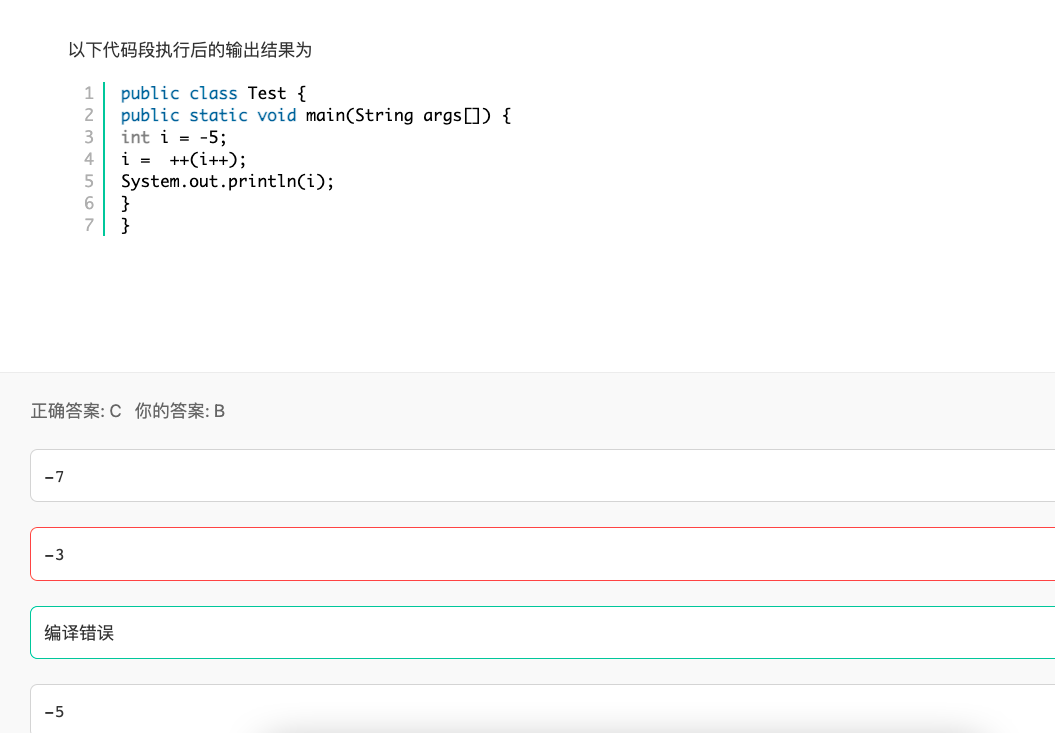 以下代码段执行后的输出结果为
1 public class Test {
2 public static void main(String args[]) {
3 int i = -5;
4 i =  ++(i++);
5 System.out.println(i);
6 }
7 }
正确答案: C 你的答案: B
-7
-3
编译错误
-5